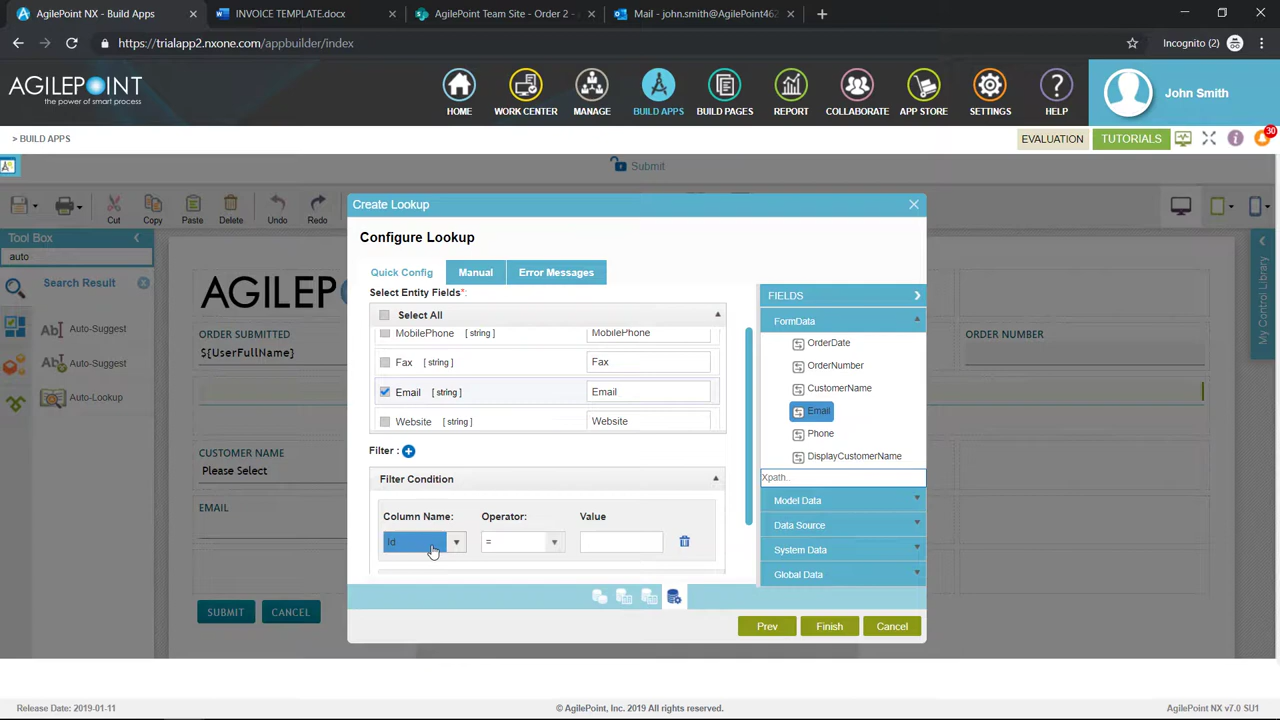 AgilePoint NX - Build Apps
INVOICE TEMPLATE.docx
AgilePoint Team Site - Order 2 -
Mail - john.smith@AgilePoint462
https://trialapp2.nxone.com/appbuilder/index
Incognito (2)
AGILEPOINT
the power of smart process
HOME
WORK CENTER
MANAGE
BUILD APPS
BUILD PAGES
REPORT
COLLABORATE
APP STORE
SETTINGS
HELP
John Smith
> BUILD APPS
EVALUATION
TUTORIALS
30
Submit
Cut
Copy
Paste
Delete
Undo
Redo
Tool Box
auto
Search Result
Auto-Suggest
Auto-Suggest
Auto-Lookup
AGILEP
ORDER SUBMITTED
${UserFullName}
ORDER NUMBER
CUSTOMER NAME
Please Select
EMAIL
SUBMIT
CANCEL
My Control Library
Create Lookup
Configure Lookup
Quick Config
Manual
Error Messages
Select Entity Fields*:
Select All
MobilePhone [ string ] MobilePhone
Fax [ string ] Fax
Email [ string ] Email
Website [ string ] Website
Filter :
Filter Condition
Column Name: Operator: Value
Id =
FIELDS
FormData
OrderDate
OrderNumber
CustomerName
Email
Phone
DisplayCustomerName
Xpath..
Model Data
Data Source
System Data
Global Data
Prev
Finish
Cancel
Release Date: 2019-01-11
© AgilePoint, Inc. 2019 All rights reserved.
AgilePoint NX v7.0 SU1